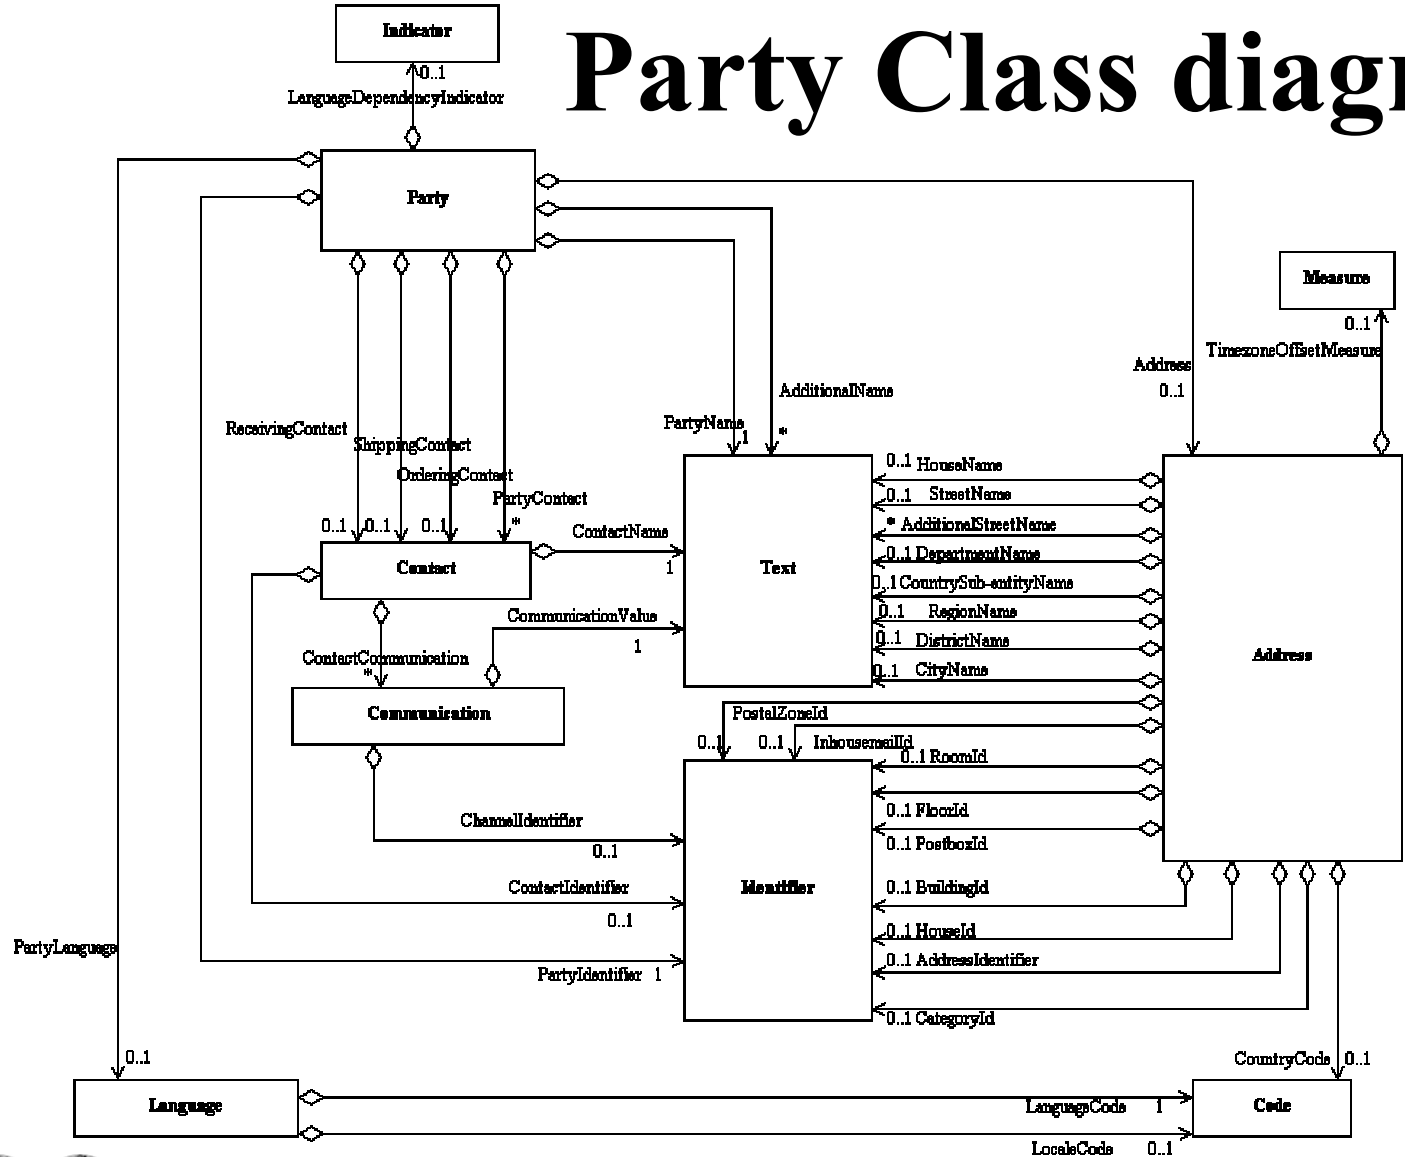 Indicator
Party Class diag
0..1
LanguageDependencyIndicator
Party
Measure
0..1
TimezoneOffsetMeasure
Address
0..1
AdditionalName
PartyName
1
*
ReceivingContact
ShippingContact
OrderingContact
PartyContact
0..1
0..1
0..1
*
ContactName
1
Contact
Text
0..1 HouseName
0..1 StreetName
* AdditionalStreetName
0..1 DepartmentName
0..1 CountrySub-entityName
0..1 RegionName
0..1 DistrictName
0..1 CityName
Address
CommunicationValue
1
ContactCommunication
*
Communication
PostalZoneId
0..1
0..1
InhousemailId
0..1 RoomId
0..1 FloorId
0..1 PostboxId
ChannelIdentifier
0..1
Identifier
ContactIdentifier
0..1
0..1 BuildingId
0..1 HouseId
0..1 AddressIdentifier
0..1 CategoryId
PartyLanguage
PartyIdentifier 1
0..1
CountryCode 0..1
Language
LanguageCode 1
Code
LocaleCode 0..1